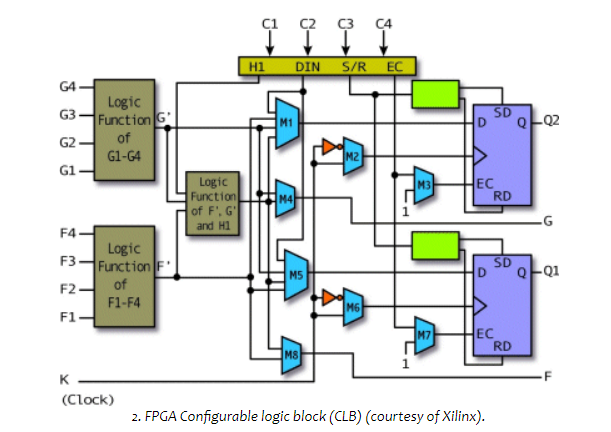 C1 C2 C3 C4
H1 DIN S/R EC
G4
G3
G2
G1
Logic
Function
of
G1-G4
G'
M1
M2
M3
1
SD
D Q
EC
RD
Q2
Logic
Function
of F', G'
and H1
M4
G
F4
F3
F2
F1
Logic
Function
of
F1-F4
F'
M5
M6
M7
1
SD
D Q
EC
RD
Q1
M8
F
K
(Clock)
2. FPGA Configurable logic block (CLB) (courtesy of Xilinx).